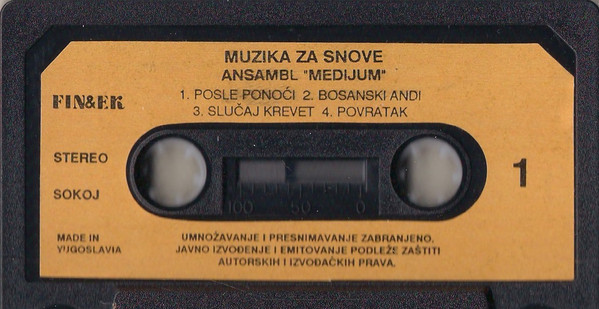 MUZIKA ZA SNOVE
ANSAMBL "MEDIJUM"
1. POSLE PONOĆI 2. BOSANSKI ANDI
3. SLUČAJ KREVET 4. POVRATAK
FIN&EK
STEREO
SOKOJ
1
100 50 0
MADE IN
YUGOSLAVIA
UMNOŽAVANJE I PRESNIMAVANJE ZABRANJENO,
JAVNO IZVOĐENJE I EMITOVANJE PODLEŽE ZAŠTITI
AUTORSKIH I IZVOĐAČKIH PRAVA.